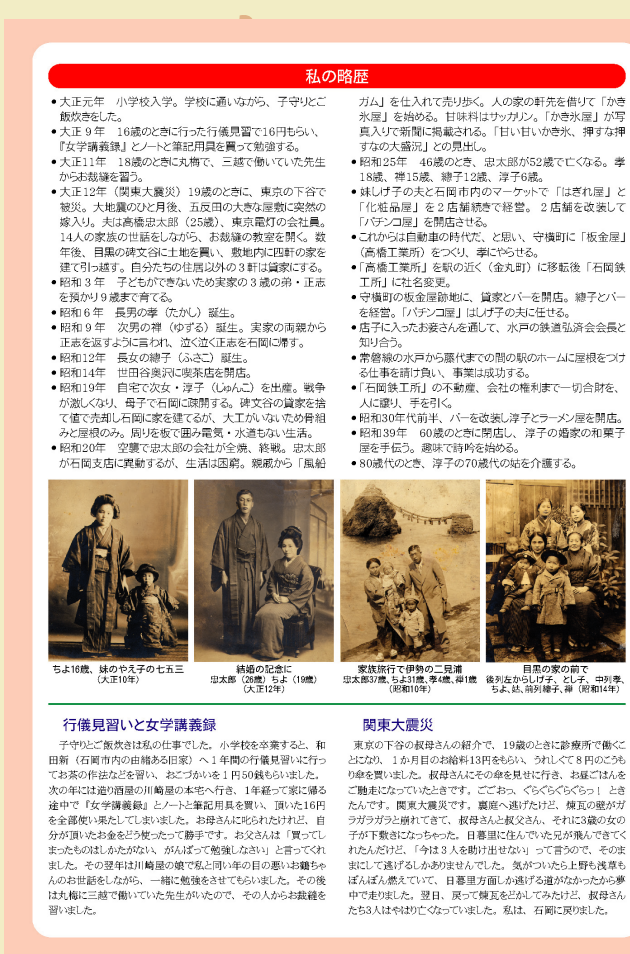 私の略歴
●大正元年　小学校入学。学校に通いながら、子守りとご
飯炊きをした。
●大正９年　16歳のときに行った行儀見習で16円もらい、
『女学講義録』とノートと筆記用具を買って勉強する。
●大正11年　18歳のときに丸梅で、三越で働いていた先生
からお裁縫を習う。
●大正12年（関東大震災）19歳のときに、東京の下谷で
被災。大地震のひと月後、五反田の大きな屋敷に突然の
嫁入り。夫は高橋忠太郎（25歳）、東京電灯の会社員。
14人の家族の世話をしながら、お裁縫の教室を開く。数
年後、目黒の碑文谷に土地を買い、敷地内に四軒の家を
建て引っ越す。自分たちの住居以外の３軒は貸家にする。
●昭和３年　子どもができないため実家の３歳の弟・正志
を預かり９歳まで育てる。
●昭和６年　長男の孝（たかし）誕生。
●昭和９年　次男の禅（ゆずる）誕生。実家の両親から
正志を返すように言われ、泣く泣く正志を石岡に帰す。
●昭和12年　長女の總子（ふさこ）誕生。
●昭和14年　世田谷奥沢に喫茶店を開店。
●昭和19年　自宅で次女・淳子（じゅんこ）を出産。戦争
が激しくなり、母子で石岡に疎開する。碑文谷の貸家を捨
て値で売却し石岡に家を建てるが、大工がいないため骨組
みと屋根のみ。周りを板で囲み電気・水道もない生活。
●昭和20年　空襲で忠太郎の会社が全焼、終戦。忠太郎
が石岡支店に異動するが、生活は困窮。親戚から「風船
ガム」を仕入れて売り歩く。人の家の軒先を借りて「かき
氷屋」を始める。甘味料はサッカリン。「かき氷屋」が写
真入りで新聞に掲載される。「甘い甘いかき氷、押すな押
すなの大盛況」との見出し。
●昭和25年　46歳のとき、忠太郎が52歳で亡くなる。孝
18歳、禅15歳、總子12歳、淳子６歳。
●妹しげ子の夫と石岡市内のマーケットで「はぎれ屋」と
「化粧品屋」を２店舗続きで経営。２店舗を改装して
「パチンコ屋」を開店させる。
●これからは自動車の時代だ、と思い、守横町に「板金屋」
（高橋工業所）をつくり、孝にやらせる。
●「高橋工業所」を駅の近く（金丸町）に移転後「石岡鉄
工所」に社名変更。
●守横町の板金屋跡地に、貸家とバーを開店。總子とバー
を経営。「パチンコ屋」はしげ子の夫に任せる。
●店子に入ったお妾さんを通して、水戸の鉄道弘済会会長と
知り合う。
●常磐線の水戸から藤代までの間の駅のホームに屋根をつけ
る仕事を請け負い、事業は成功する。
●「石岡鉄工所」の不動産、会社の権利まで一切合財を、
人に譲り、手を引く。
●昭和30年代前半、バーを改装し淳子とラーメン屋を開店。
●昭和39年　60歳のときに閉店し、淳子の婚家の和菓子
屋を手伝う。趣味で詩吟を始める。
●80歳代のとき、淳子の70歳代の姑を介護する。
ちよ16歳、妹のやえ子の七五三
（大正10年）
結婚の記念に
忠太郎（26歳）ちよ（19歳）
（大正12年）
家族旅行で伊勢の二見浦
忠太郎37歳、ちよ31歳、孝4歳、禅1歳
（昭和10年）
目黒の家の前で
後列左からしげ子、とし子、中列孝、
ちよ、姑、前列總子、禅（昭和14年）
行儀見習いと女学講義録
子守りとご飯炊きは私の仕事でした。小学校を卒業すると、和
田新（石岡市内の由緒ある旧家）へ１年間の行儀見習いに行っ
てお茶の作法などを習い、おこづかいを１円50銭もらいました。
次の年には造り酒屋の川崎屋の本宅へ行き、1年経って家に帰る
途中で『女学講義録』とノートと筆記用具を買い、頂いた16円
を全部使い果たしてしまいました。お母さんに叱られたけれど、自
分が頂いたお金をどう使ったって勝手です。お父さんは「買ってし
まったものはしかたがない、がんばって勉強しなさい」と言ってくれ
ました。その翌年は川崎屋の娘で私と同い年の目の悪いお鶴ちゃ
んのお世話をしながら、一緒に勉強をさせてもらいました。その後
は丸梅に三越で働いていた先生がいたので、その人からお裁縫を
習いました。
関東大震災
東京の下谷の叔母さんの紹介で、19歳のときに診療所で働くこ
とになり、１か月目のお給料13円をもらい、うれしくて８円のこうも
り傘を買いました。叔母さんにその傘を見せに行き、お昼ごはんを
ご馳走になっていたときです。ごごおっ、ぐらぐらぐらぐらっ！　とき
たんです。関東大震災です。裏庭へ逃げたけど、煉瓦の壁がガ
ラガラガラと崩れてきて、叔母さんと叔父さん、それに3歳の女の
子が下敷きになっちゃった。日暮里に住んでいた兄が飛んできてく
れたんだけど、「今は３人を助け出せない」って言うので、そのま
まにして逃げるしかありませんでした。気がついたら上野も浅草も
ぼんぼん燃えていて、日暮里方面しか逃げる道がなかったから夢
中で走りました。翌日、戻って煉瓦をどかしてみたけど、叔母さん
たち3人はやはり亡くなっていました。私は、石岡に戻りました。